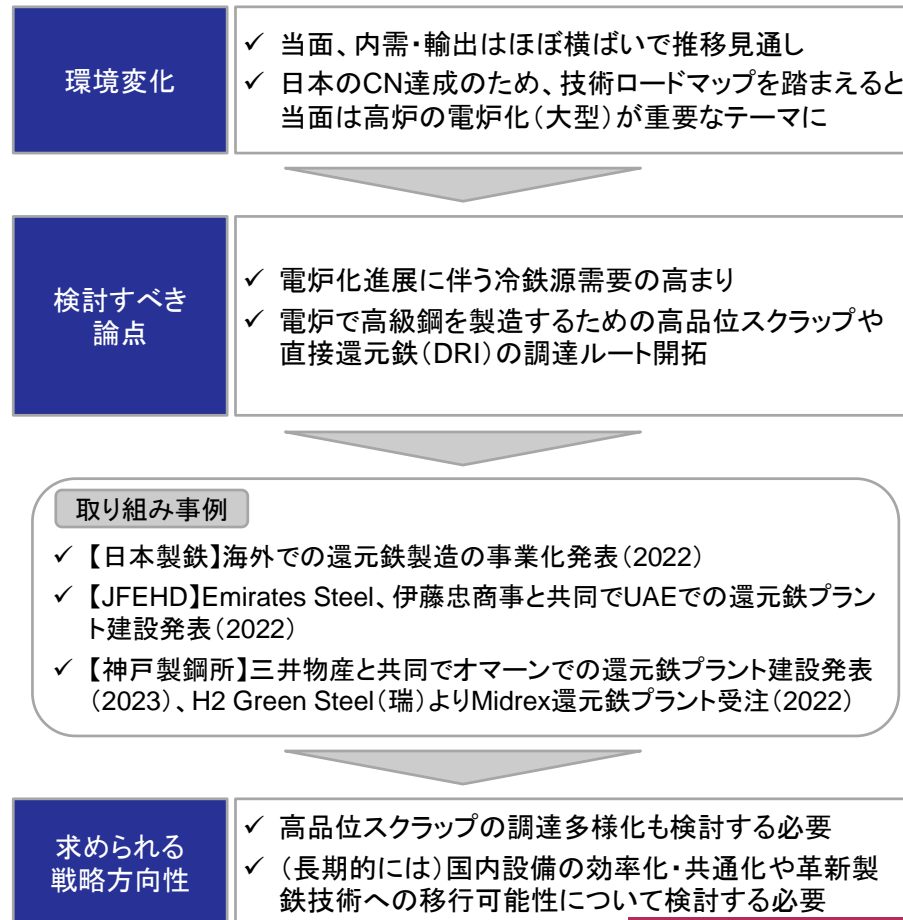 環境変化
✓ 当面、内需・輸出はほぼ横ばいで推移見通し
✓ 日本のCN達成のため、技術ロードマップを踏まえると
当面は高炉の電炉化（大型）が重要なテーマに
検討すべき
論点
✓ 電炉化進展に伴う冷鉄源需要の高まり
✓ 電炉で高級鋼を製造するための高品位スクラップや
直接還元鉄（DRI）の調達ルート開拓
取り組み事例
✓ 【日本製鉄】海外での還元鉄製造の事業化発表（2022）
✓ 【JFEHD】Emirates Steel、伊藤忠商事と共同でUAEでの還元鉄プラン
ト建設発表（2022）
✓ 【神戸製鋼所】三井物産と共同でオマーンでの還元鉄プラント建設発表
（2023）、H2 Green Steel（瑞）よりMidrex還元鉄プラント受注（2022）
求められる
戦略方向性
✓ 高品位スクラップの調達多様化も検討する必要
✓ （長期的には）国内設備の効率化・共通化や革新製
鉄技術への移行可能性について検討する必要